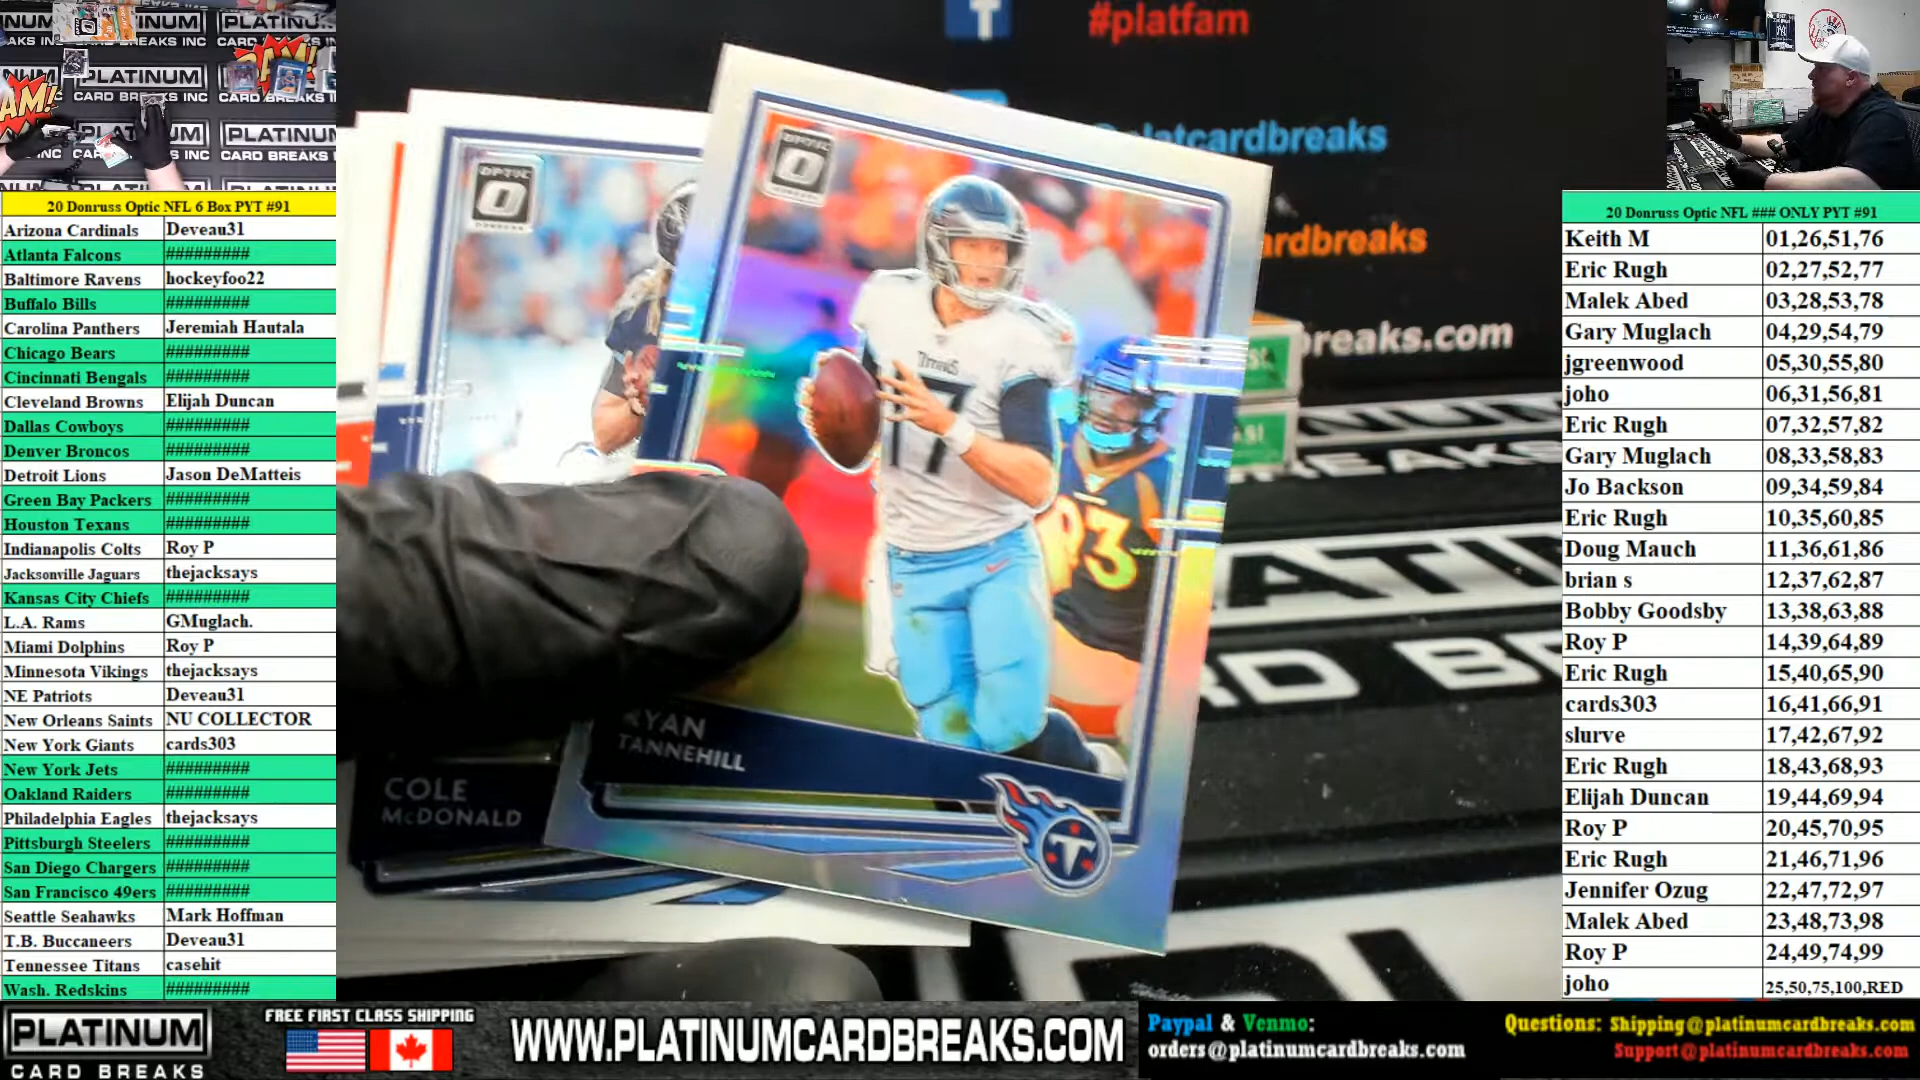 20 Donruss Optic NFL 6 Box PYT #91
Arizona Cardinals Deveau31
Atlanta Falcons #########
Baltimore Ravens hockeyfoo22
Buffalo Bills #########
Carolina Panthers Jeremiah Hautala
Chicago Bears #########
Cincinnati Bengals #########
Cleveland Browns Elijah Duncan
Dallas Cowboys #########
Denver Broncos #########
Detroit Lions Jason DeMatteis
Green Bay Packers #########
Houston Texans #########
Indianapolis Colts Roy P
Jacksonville Jaguars thejacksays
Kansas City Chiefs #########
L.A. Rams GMuglach.
Miami Dolphins Roy P
Minnesota Vikings thejacksays
NE Patriots Deveau31
New Orleans Saints NU COLLECTOR
New York Giants cards303
New York Jets #########
Oakland Raiders #########
Philadelphia Eagles thejacksays
Pittsburgh Steelers #########
San Diego Chargers #########
San Francisco 49ers #########
Seattle Seahawks Mark Hoffman
T.B. Buccaneers Deveau31
Tennessee Titans casehit
Wash. Redskins #########
PLATINUM
CARD BREAKS INC
#platfam
OPTIC
DONRUSS
TITANS
17
93
RYAN
TANNEHILL
COLE
McDONALD
20 Donruss Optic NFL ### ONLY PYT #91
Keith M 01,26,51,76
Eric Rugh 02,27,52,77
Malek Abed 03,28,53,78
Gary Muglach 04,29,54,79
jgreenwood 05,30,55,80
joho 06,31,56,81
Eric Rugh 07,32,57,82
Gary Muglach 08,33,58,83
Jo Backson 09,34,59,84
Eric Rugh 10,35,60,85
Doug Mauch 11,36,61,86
brian s 12,37,62,87
Bobby Goodsby 13,38,63,88
Roy P 14,39,64,89
Eric Rugh 15,40,65,90
cards303 16,41,66,91
slurve 17,42,67,92
Eric Rugh 18,43,68,93
Elijah Duncan 19,44,69,94
Roy P 20,45,70,95
Eric Rugh 21,46,71,96
Jennifer Ozug 22,47,72,97
Malek Abed 23,48,73,98
Roy P 24,49,74,99
joho 25,50,75,100,RED
PLATINUM
CARD BREAKS
FREE FIRST CLASS SHIPPING
WWW.PLATINUMCARDBREAKS.COM
Paypal & Venmo:
orders@platinumcardbreaks.com
Questions: Shipping@platinumcardbreaks.com
Support@platinumcardbreaks.com